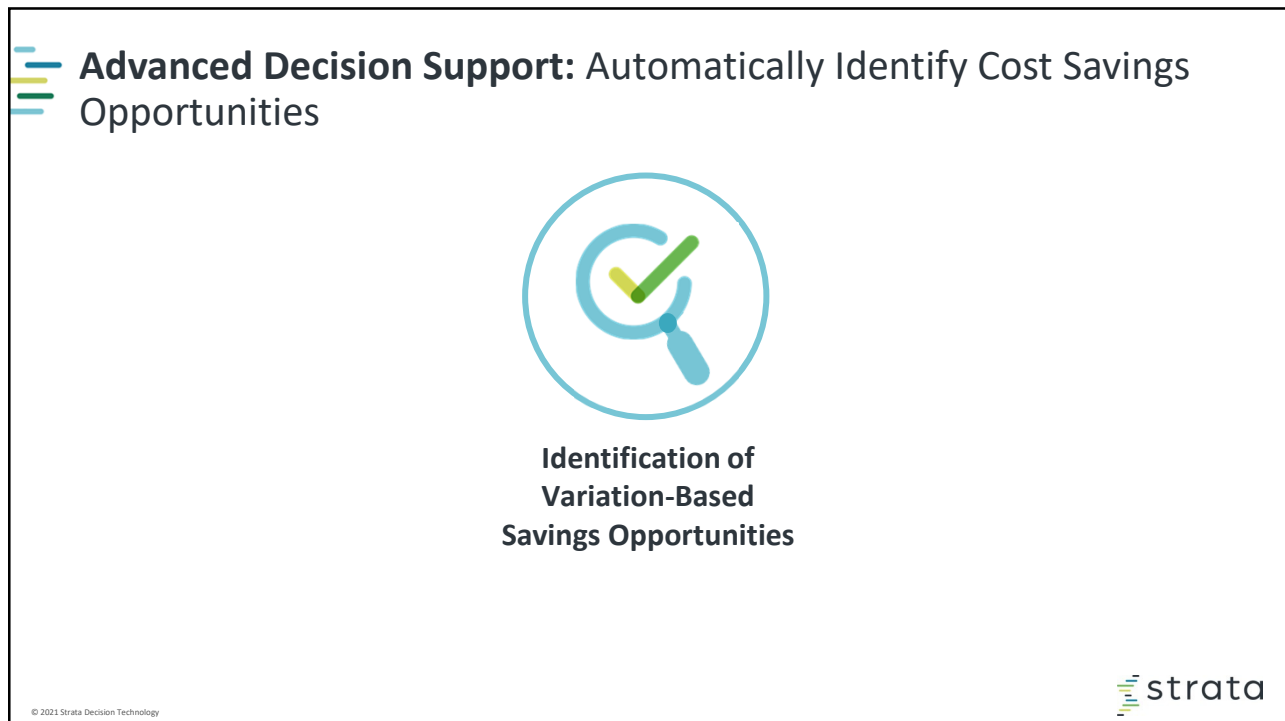 Advanced Decision Support: Automatically Identify Cost Savings
Opportunities
Identification of
Variation-Based
Savings Opportunities
© 2021 Strata Decision Technology
strata